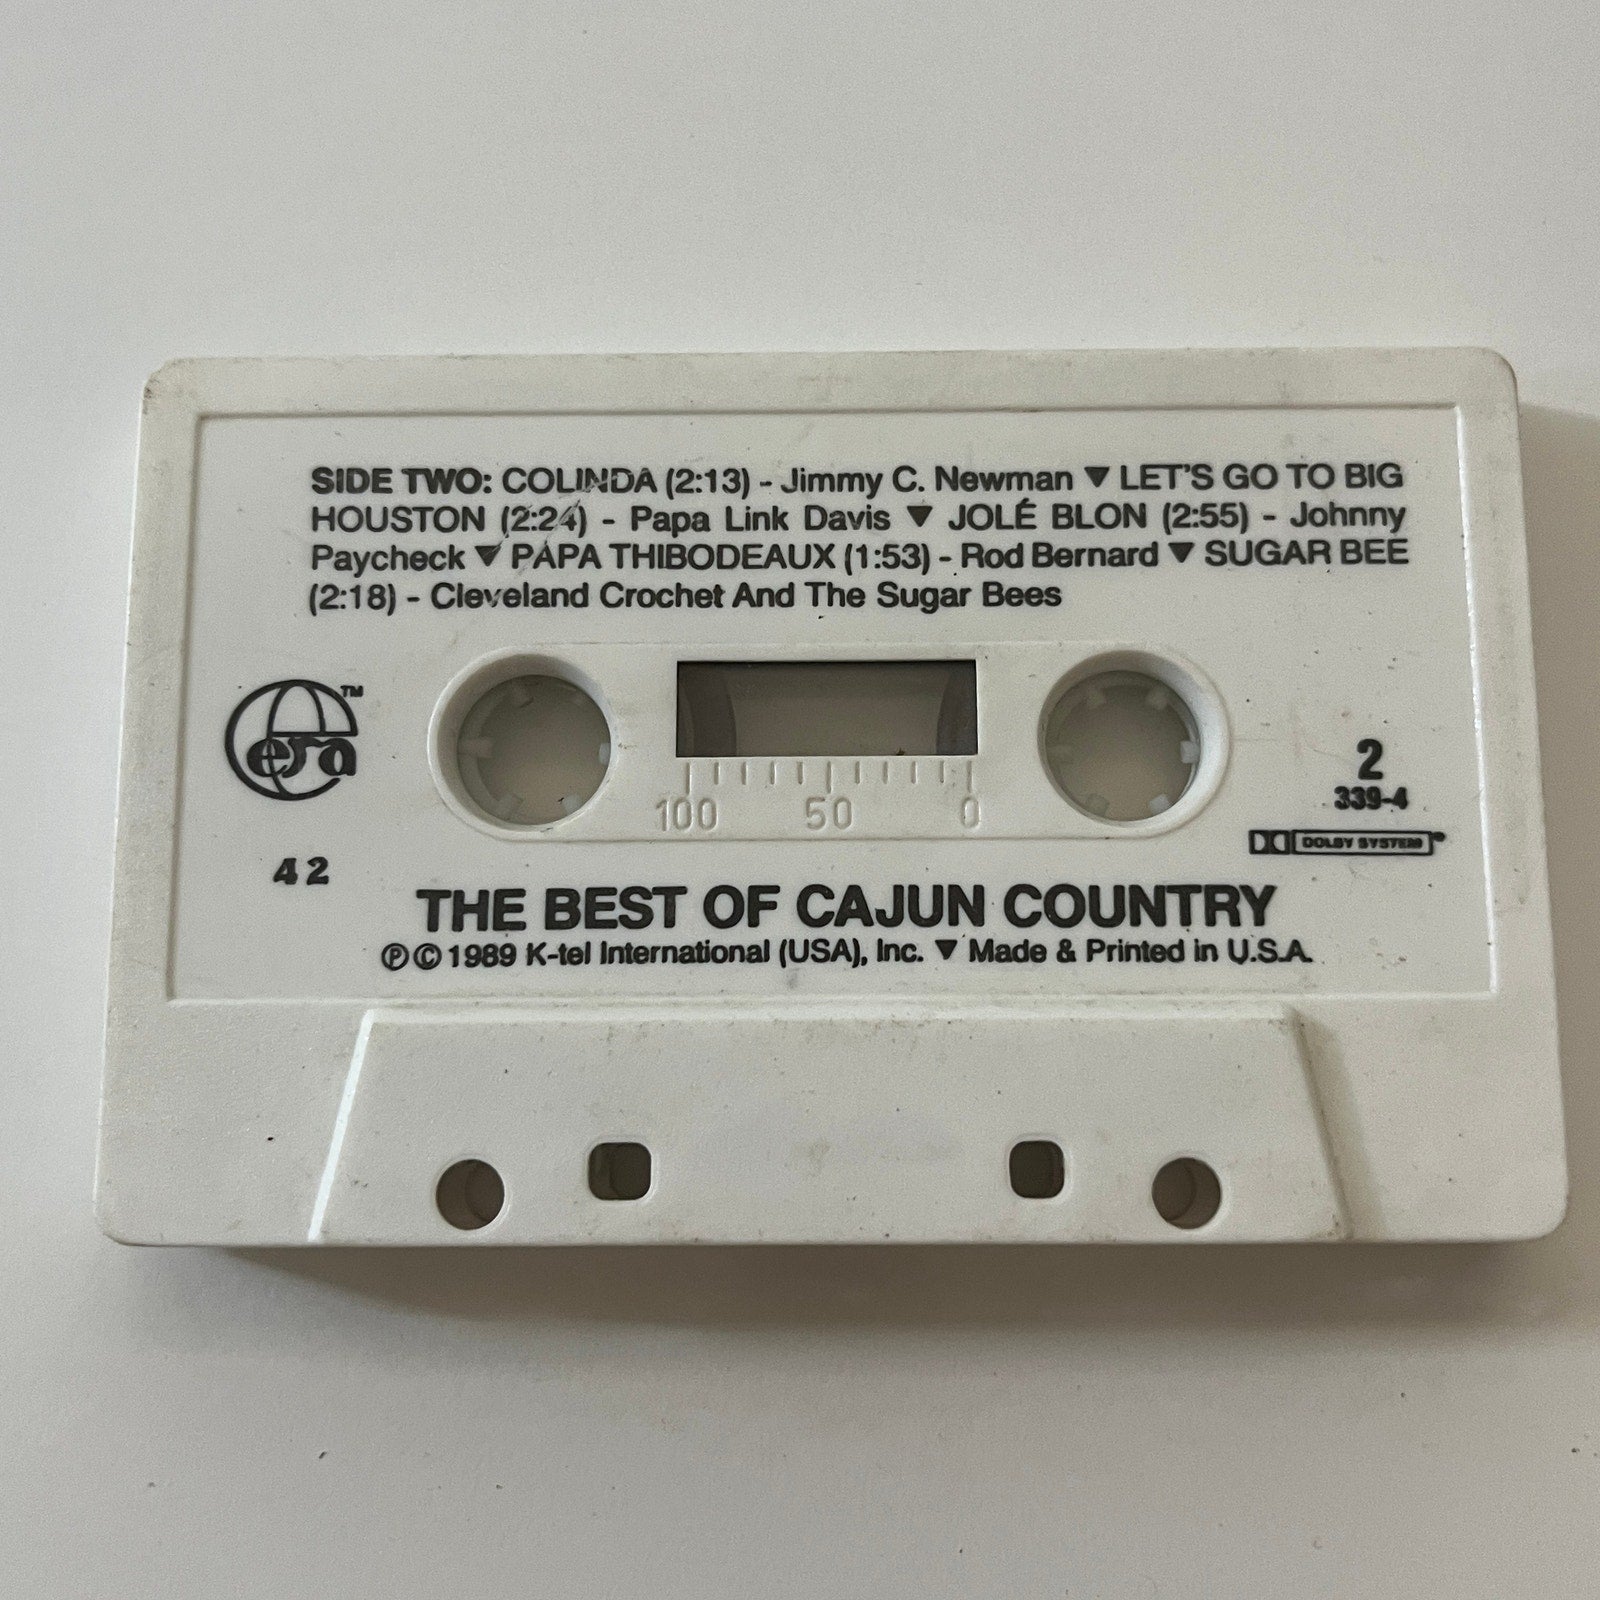 SIDE TWO: COLINDA (2:13) - Jimmy C. Newman ▼ LET'S GO TO BIG
HOUSTON (2:24) - Papa Link Davis ▼ JOLÉ BLON (2:55) - Johnny
Paycheck ▼ PAPA THIBODEAUX (1:53) - Rod Bernard ▼ SUGAR BEE
(2:18) - Cleveland Crochet And The Sugar Bees
era TM
100 50 0
2
339-4
DOLBY SYSTEM
42
THE BEST OF CAJUN COUNTRY
℗©1989 K-tel International (USA), Inc. ▼ Made & Printed in U.S.A.